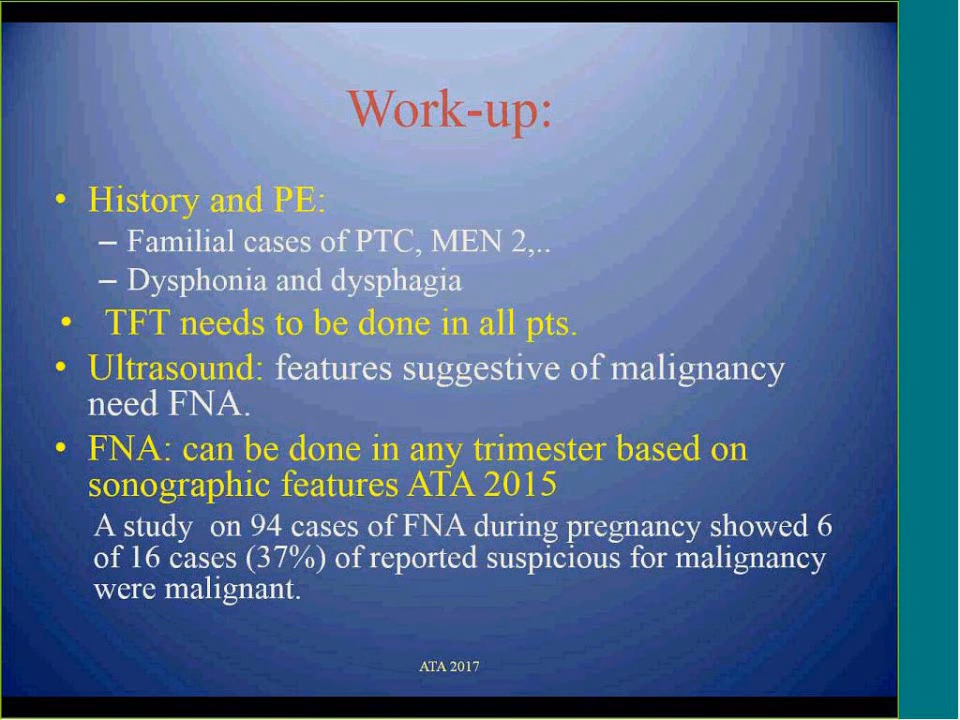 Work-up:
• History and PE:
– Familial cases of PTC, MEN 2,..
– Dysphonia and dysphagia
• TFT needs to be done in all pts.
• Ultrasound: features suggestive of malignancy
need FNA.
• FNA: can be done in any trimester based on
sonographic features ATA 2015
A study on 94 cases of FNA during pregnancy showed 6
of 16 cases (37%) of reported suspicious for malignancy
were malignant.
ATA 2017